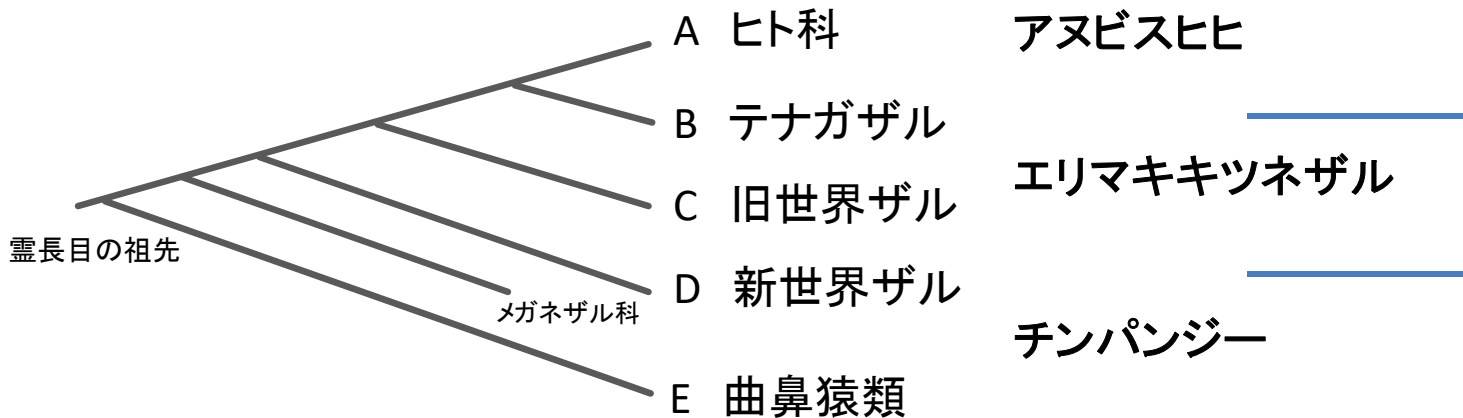 A ヒト科
B テナガザル
C 旧世界ザル
D 新世界ザル
E 曲鼻猿類
メガネザル科
霊長目の祖先
アヌビスヒヒ
エリマキキツネザル
チンパンジー